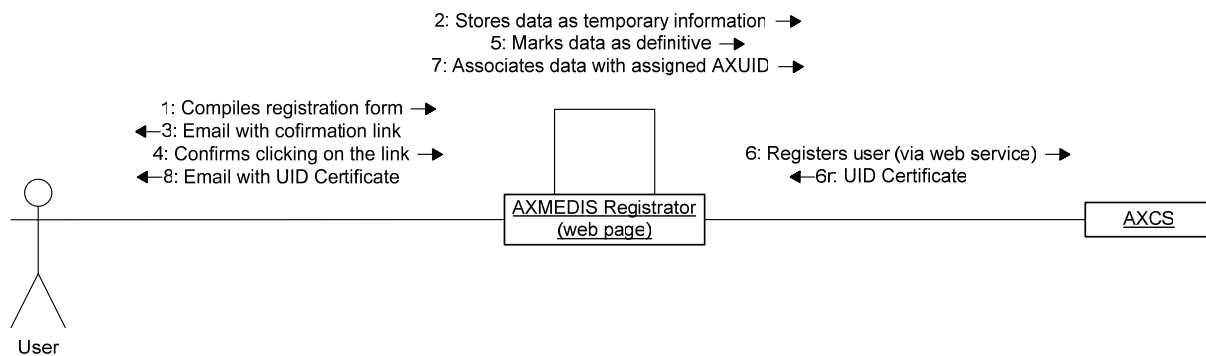 2: Stores data as temporary information
5: Marks data as definitive
7: Associates data with assigned AXUID
1: Compiles registration form
3: Email with cofirmation link
4: Confirms clicking on the link
8: Email with UID Certificate
6: Registers user (via web service)
6r: UID Certificate
AXMEDIS Registrator
(web page)
AXCS
User